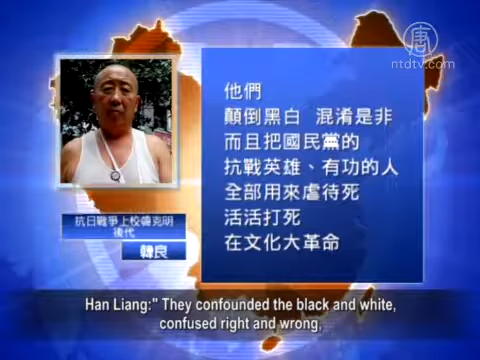 ntdtv.com
他們
顛倒黑白 混淆是非
而且把國民黨的
抗戰英雄、有功的人
全部用來虐待死
活活打死
在文化大革命
抗日戰爭上校韓克明
後代
韓良
Han Liang:" They confounded the black and white,
confused right and wrong,